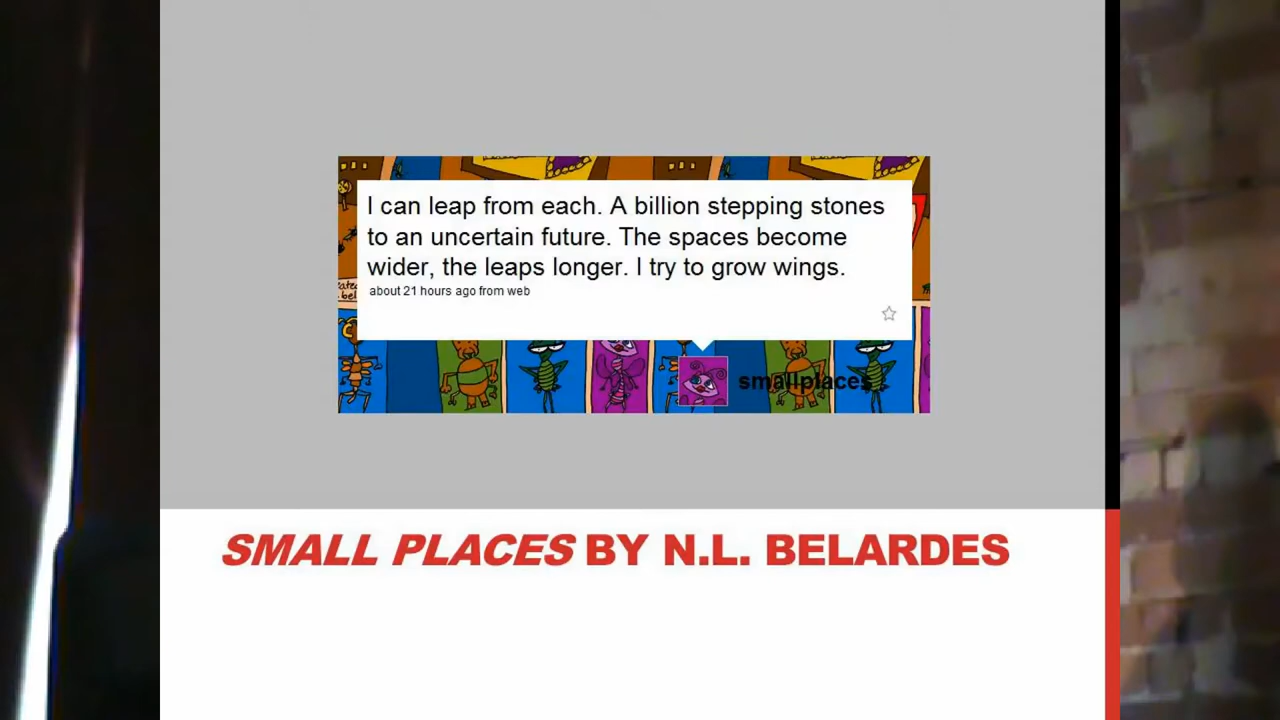 I can leap from each. A billion stepping stones
to an uncertain future. The spaces become
wider, the leaps longer. I try to grow wings.
about 21 hours ago from web
smallplaces
SMALL PLACES BY N.L. BELARDES